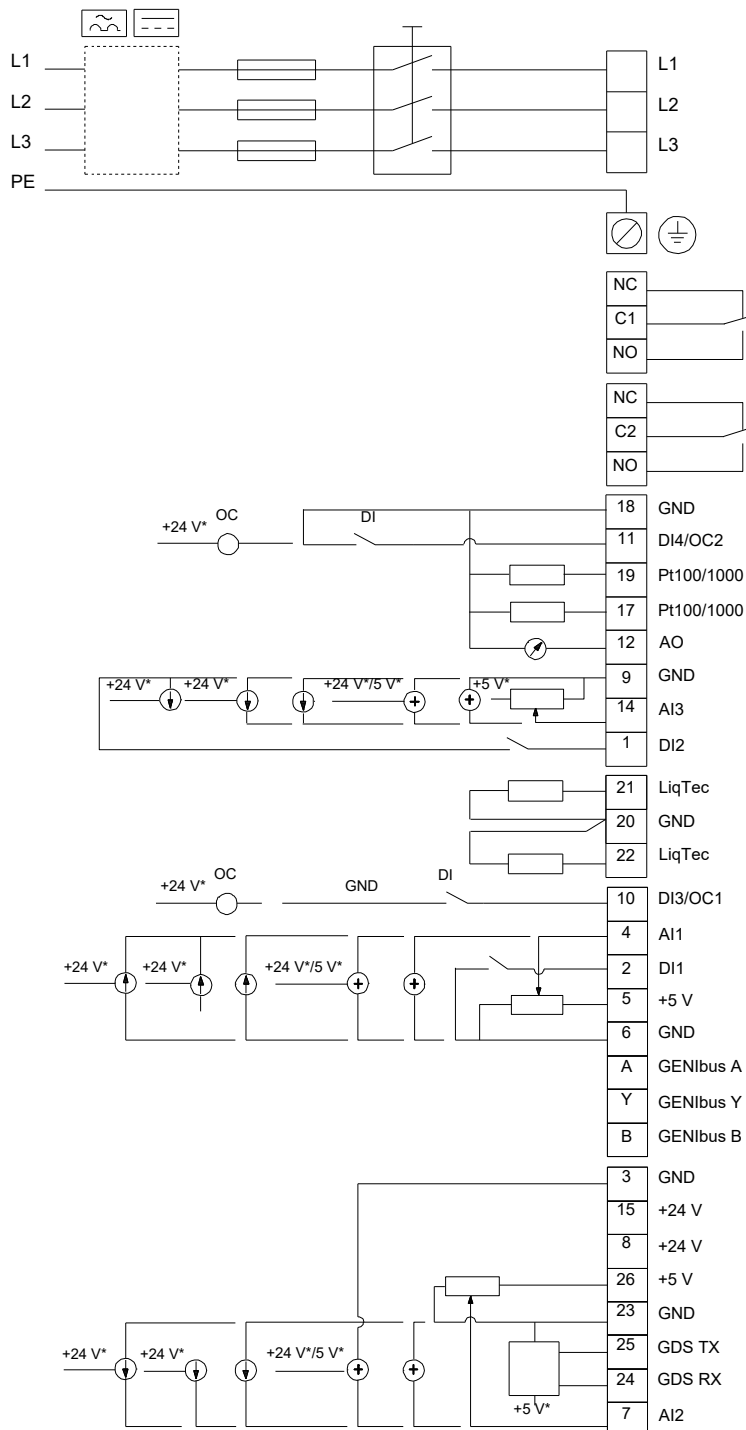 L1 L1
L2 L2
L3 L3
PE
NC
C1
NO
NC
C2
NO
+24 V* OC DI 18 GND
11 DI4/OC2
19 Pt100/1000
17 Pt100/1000
12 AO
+24 V* +24 V* +24 V*/5 V* +5 V* 9 GND
14 AI3
1 DI2
21 LiqTec
20 GND
22 LiqTec
+24 V* OC GND DI 10 DI3/OC1
4 AI1
2 DI1
+24 V* +24 V* +24 V*/5 V* 5 +5 V
6 GND
A GENIbus A
Y GENIbus Y
B GENIbus B
3 GND
15 +24 V
8 +24 V
26 +5 V
23 GND
+24 V* +24 V* +24 V*/5 V* 25 GDS TX
24 GDS RX
+5 V* 7 AI2